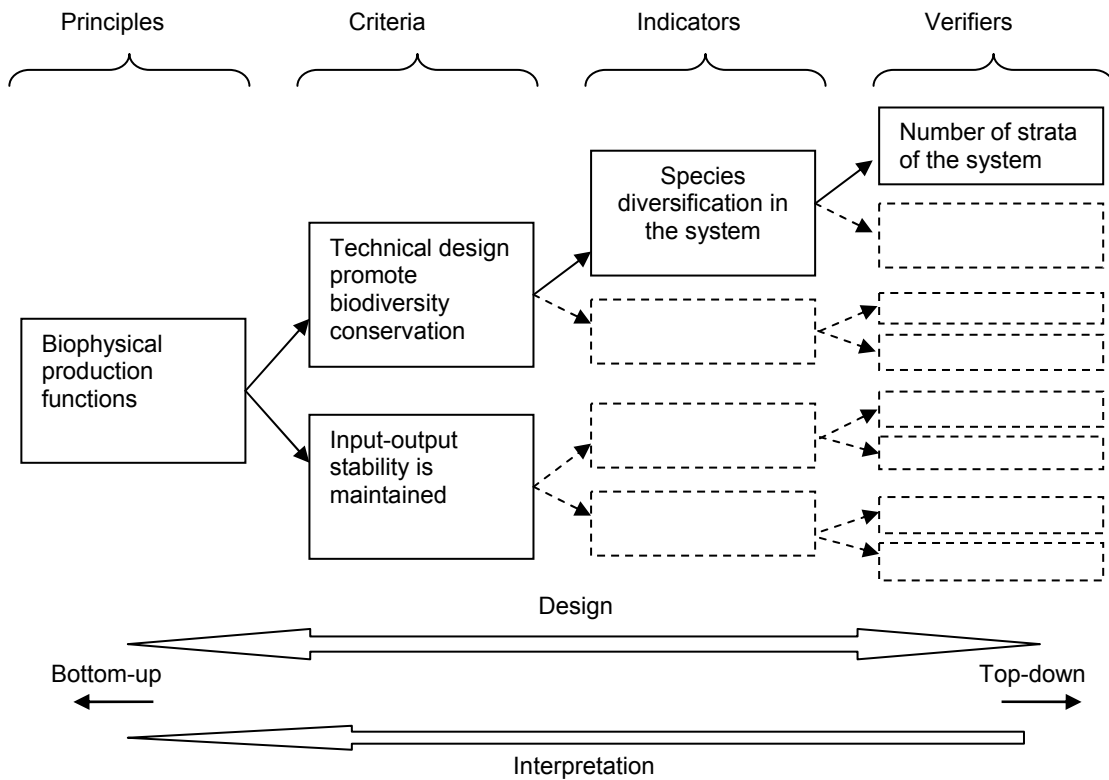 Principles
Criteria
Indicators
Verifiers
Number of strata
of the system
Species
diversification in
the system
Technical design
promote
biodiversity
conservation
Biophysical
production
functions
Input-output
stability is
maintained
Design
Bottom-up
Top-down
Interpretation